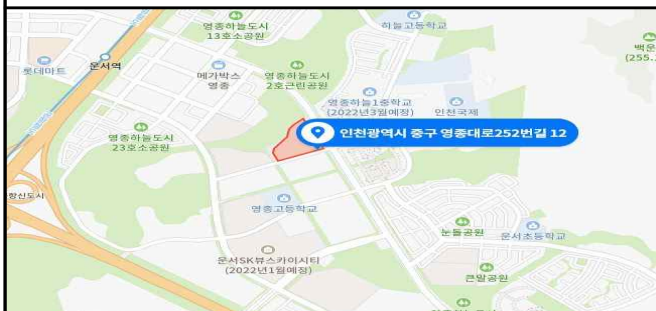 영종하늘도시
13호소공원
하늘고등학교
롯데마트
운서역
메가박스
영종
영종하늘도시
2호근린공원
백운
(255.
영종하늘1중학교
(2022년3월예정)
인천국제
영종하늘도시
23호소공원
인천광역시 중구 영종대로252번길 12
항신도시
영종고등학교
눈돌공원
운서초등학교
운서SK뷰스카이시티
(2022년1월예정)
큰말공원